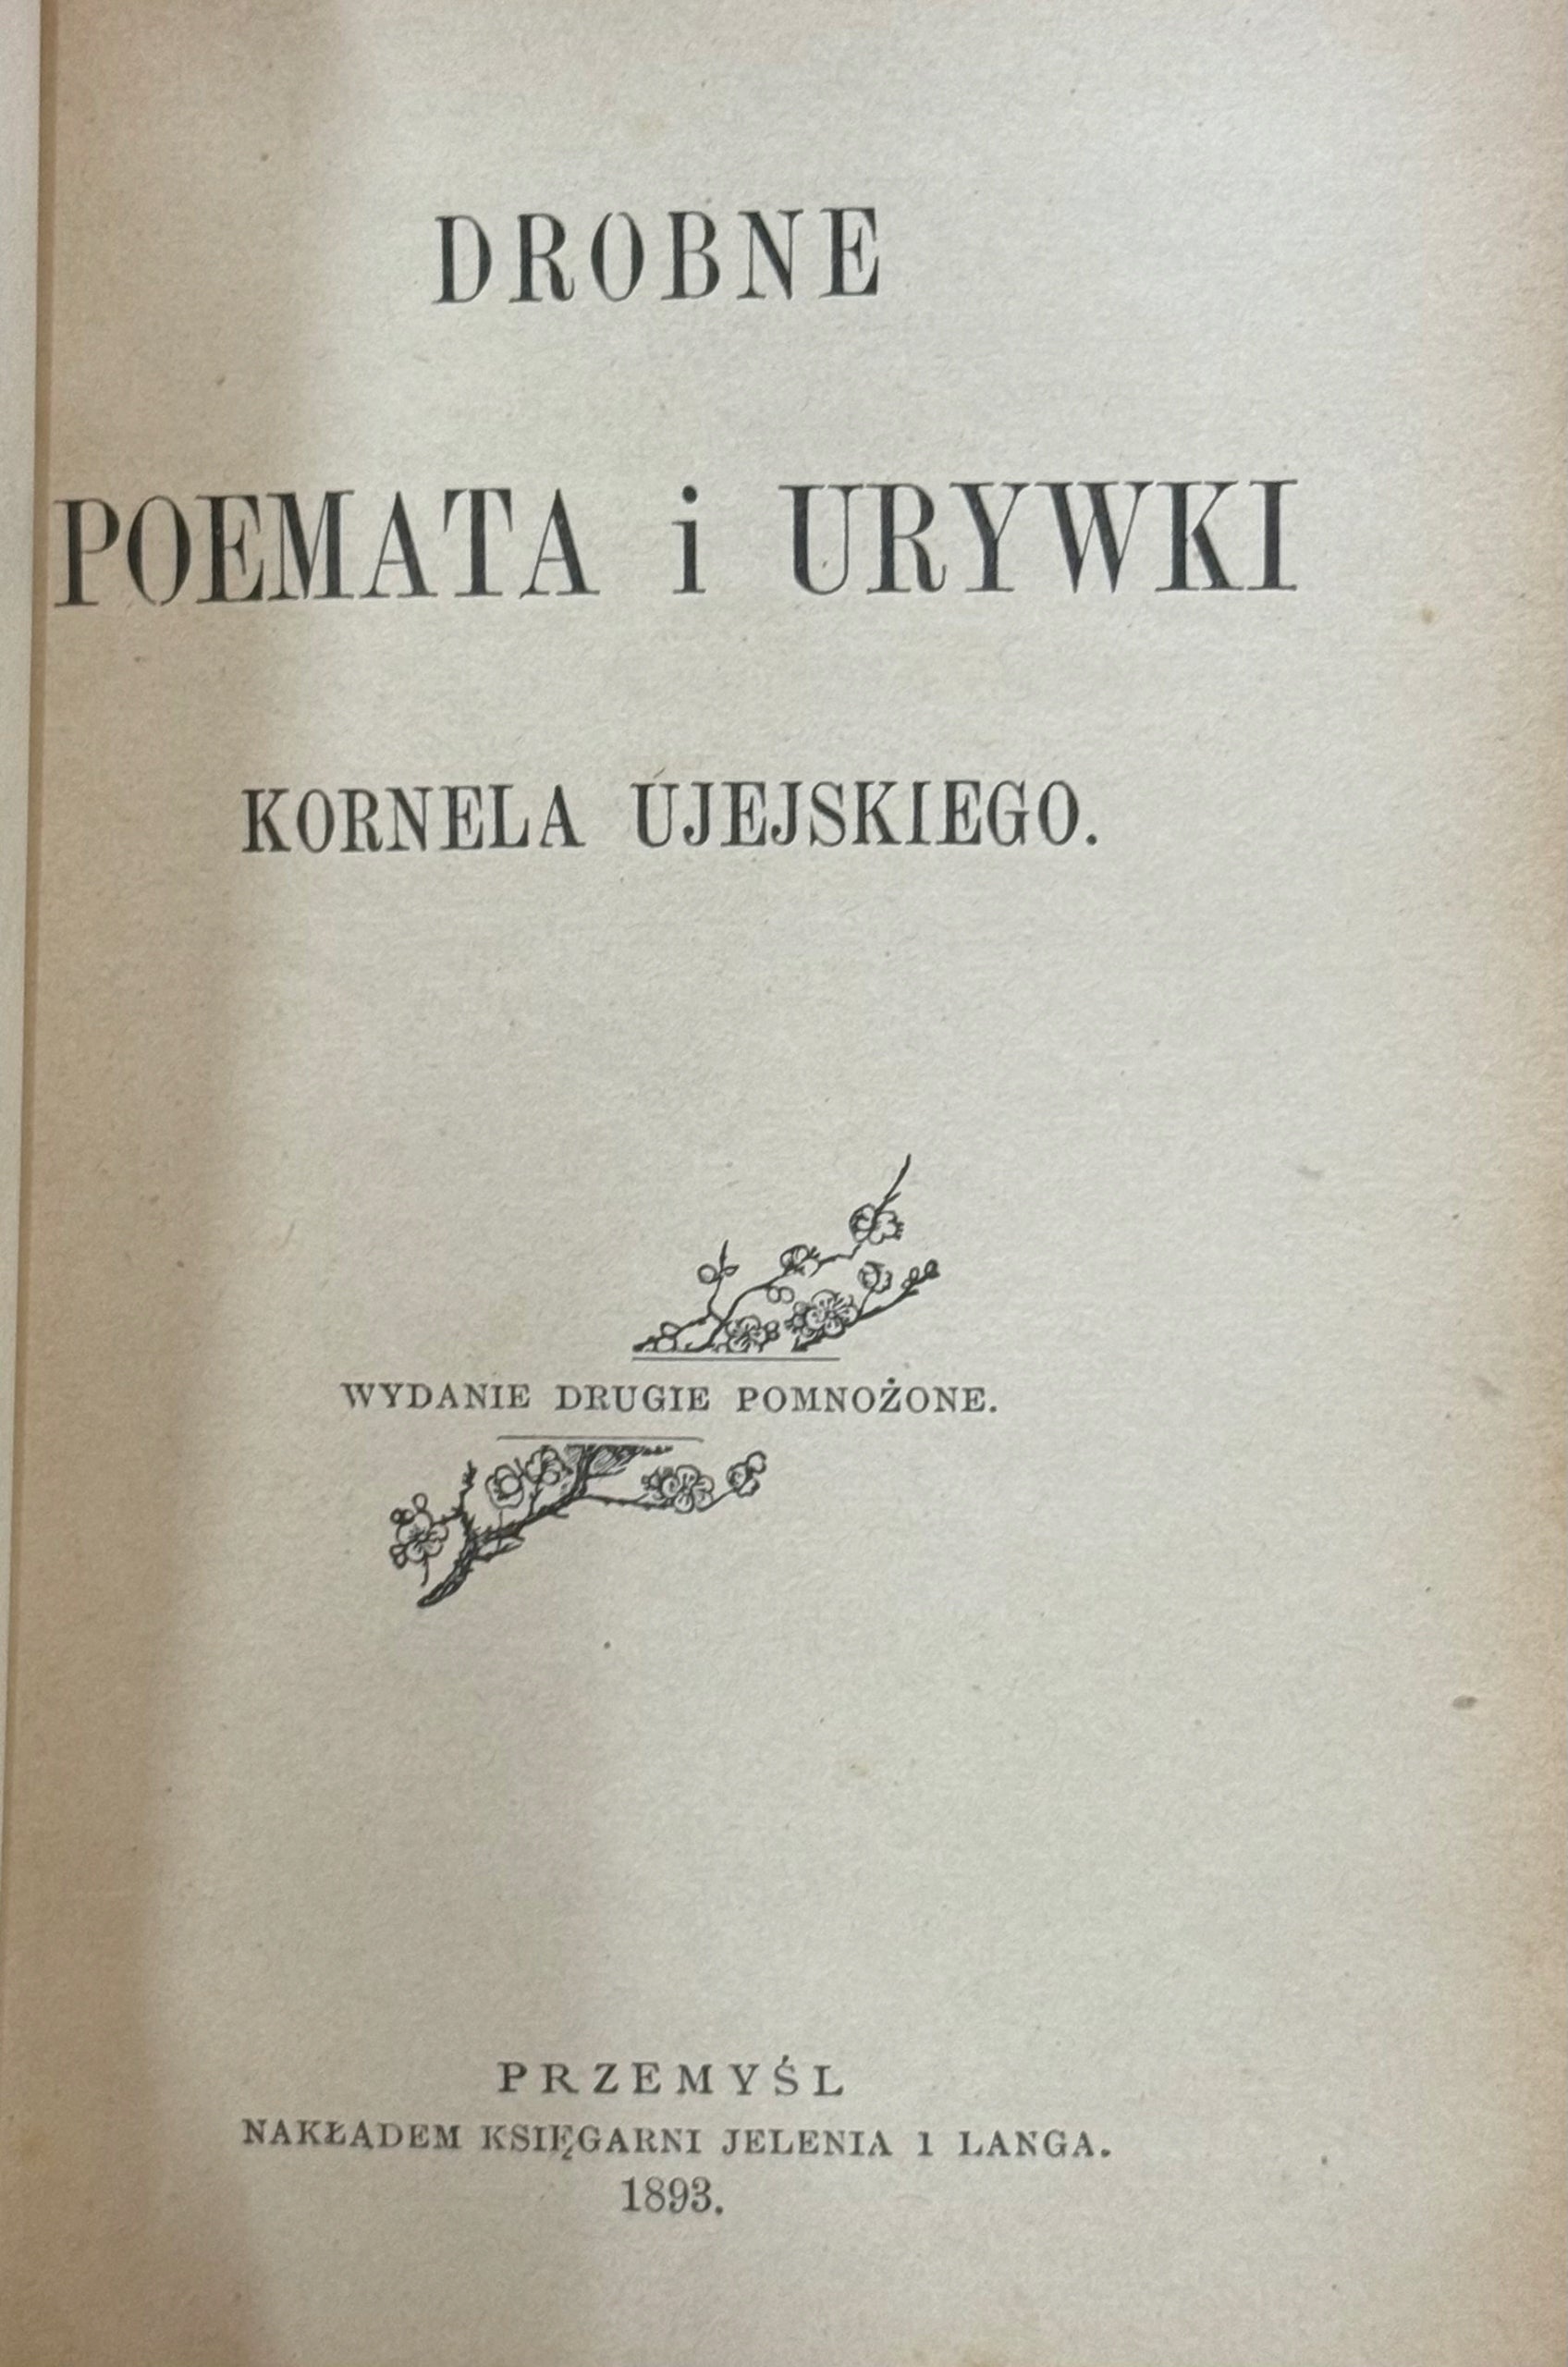 DROBNE
POEMATA i URYWKI
KORNELA UJEJSKIEGO.
WYDANIE DRUGIE POMNOŻONE.
PRZEMYŚL
NAKŁADEM KSIĘGARNI JELENIA I LANGA.
1893.